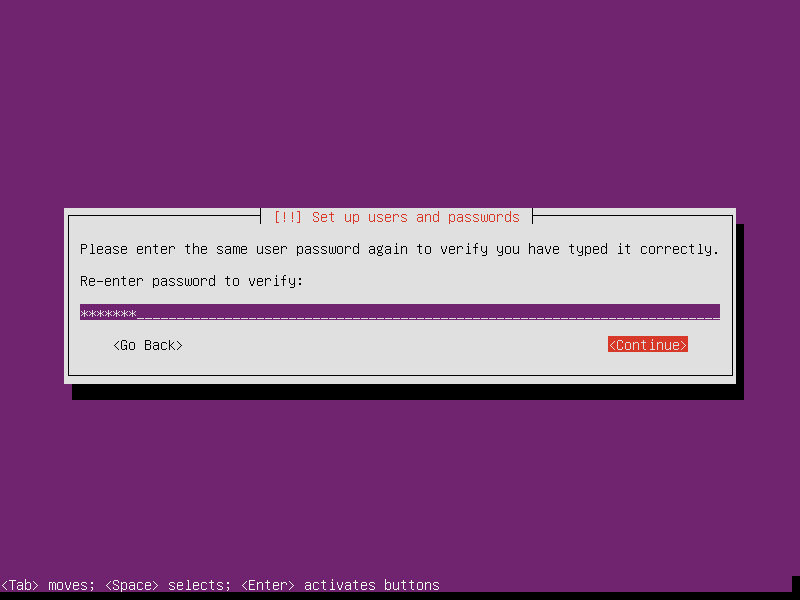 [!!] Set up users and passwords
Please enter the same user password again to verify you have typed it correctly.
Re-enter password to verify:
*******_________________________________________________________________________
<Go Back> <Continue>
<Tab> moves; <Space> selects; <Enter> activates buttons